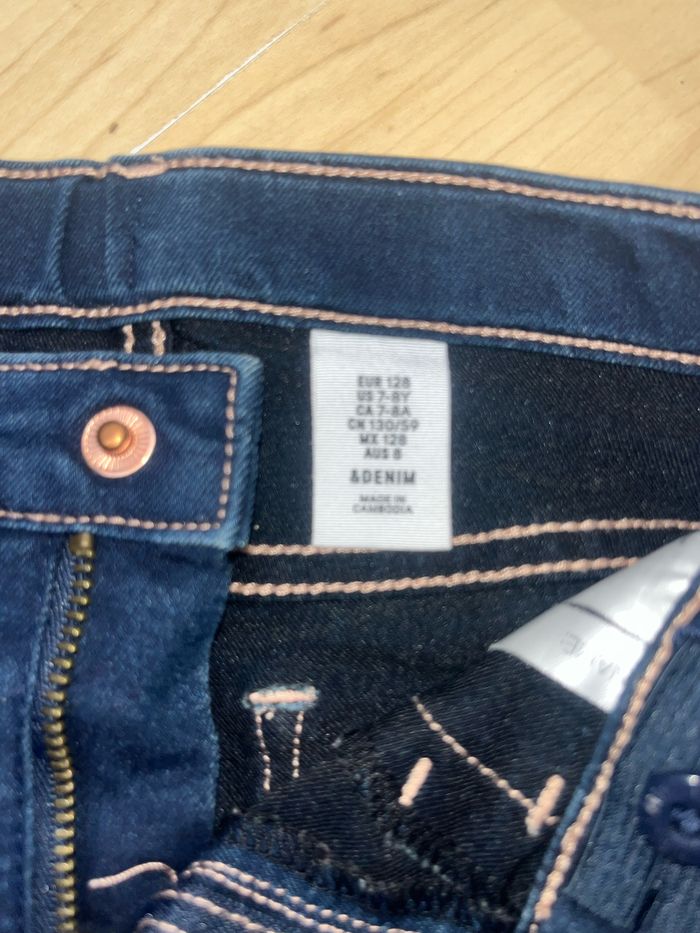 EUR 128
US 7-8Y
CA 7-8A
CN 130/59
MX 128
AUS 8
&DENIM
MADE IN
CAMBODIA